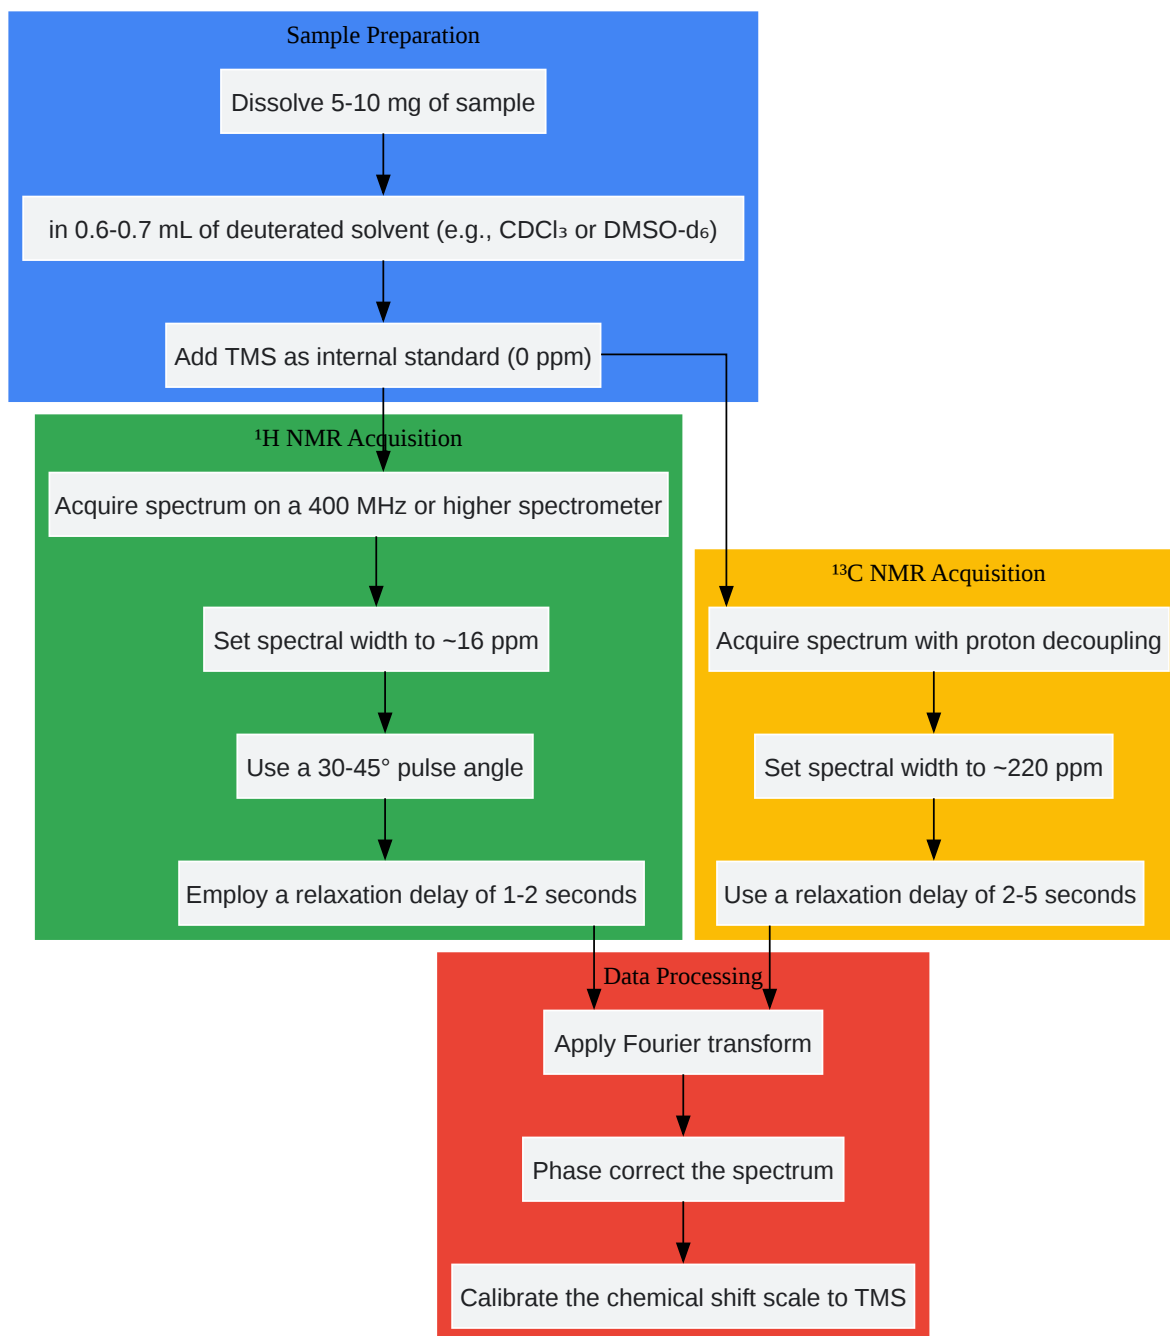 Sample Preparation
Dissolve 5-10 mg of sample
in 0.6-0.7 mL of deuterated solvent (e.g., CDCl₃ or DMSO-d₆)
Add TMS as internal standard (0 ppm)
¹H NMR Acquisition
Acquire spectrum on a 400 MHz or higher spectrometer
Set spectral width to ~16 ppm
Use a 30-45° pulse angle
Employ a relaxation delay of 1-2 seconds
¹³C NMR Acquisition
Acquire spectrum with proton decoupling
Set spectral width to ~220 ppm
Use a relaxation delay of 2-5 seconds
Data Processing
Apply Fourier transform
Phase correct the spectrum
Calibrate the chemical shift scale to TMS